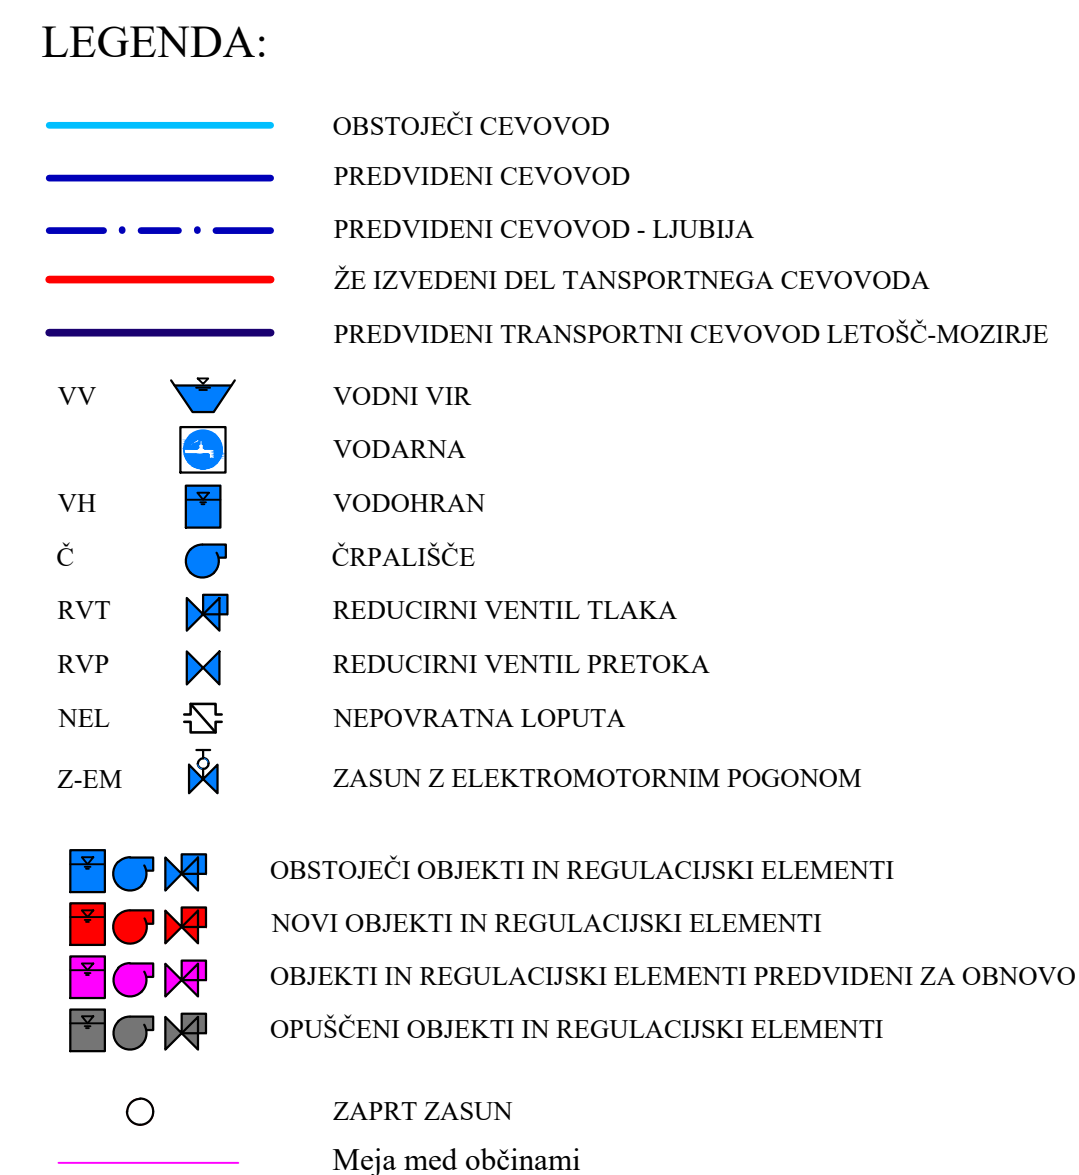 LEGENDA:
OBSTOJEČI CEVOVOD
PREDVIDENI CEVOVOD
PREDVIDENI CEVOVOD - LJUBIJA
ŽE IZVEDENI DEL TANSPORTNEGA CEVOVODA
PREDVIDENI TRANSPORTNI CEVOVOD LETOŠČ-MOZIRJE
VV VODNI VIR
VODARNA
VH VODOHRAN
Č ČRPALIŠČE
RVT REDUCIRNI VENTIL TLAKA
RVP REDUCIRNI VENTIL PRETOKA
NEL NEPOVRATNA LOPUTA
Z-EM ZASUN Z ELEKTROMOTORNIM POGONOM
OBSTOJEČI OBJEKTI IN REGULACIJSKI ELEMENTI
NOVI OBJEKTI IN REGULACIJSKI ELEMENTI
OBJEKTI IN REGULACIJSKI ELEMENTI PREDVIDENI ZA OBNOVO
OPUŠČENI OBJEKTI IN REGULACIJSKI ELEMENTI
ZAPRT ZASUN
Meja med občinami